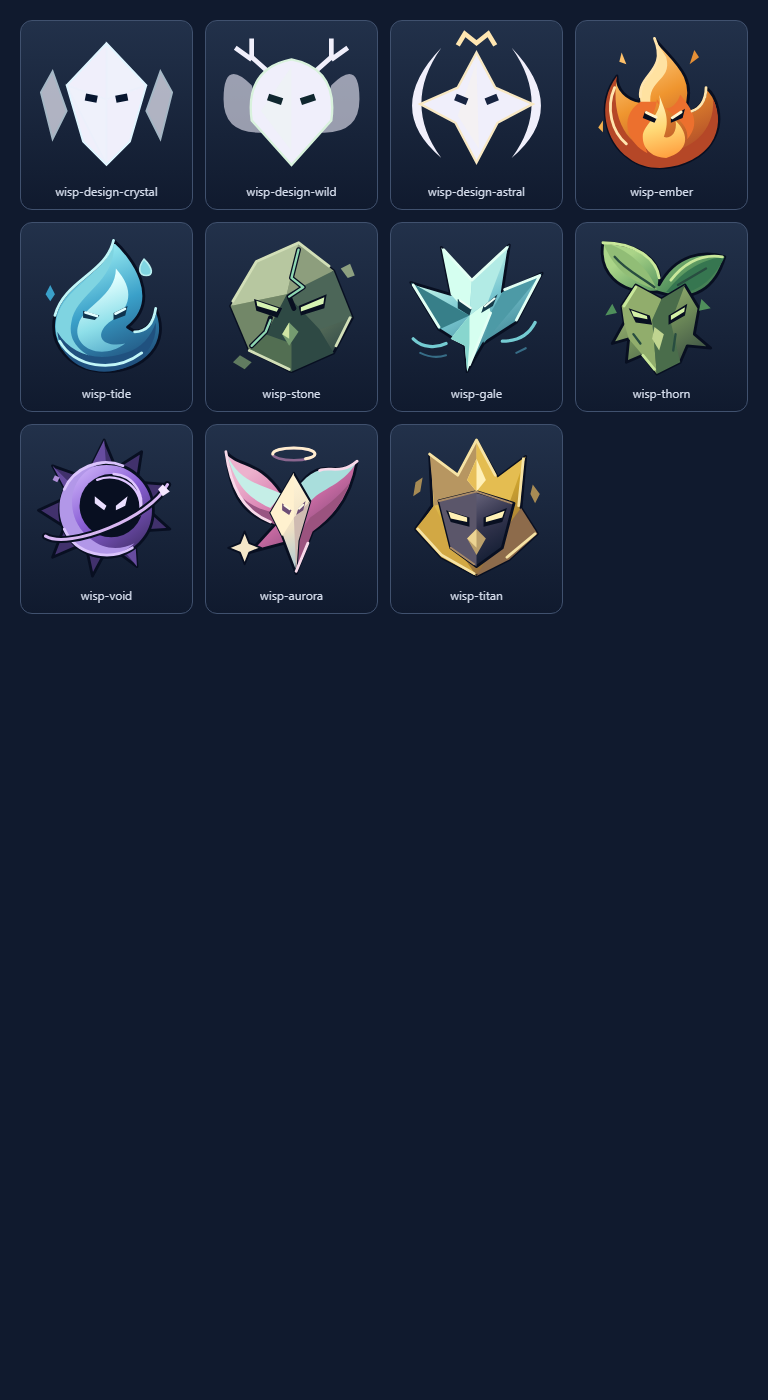 wisp-design-crystal
wisp-design-wild
wisp-design-astral
wisp-ember
wisp-tide
wisp-stone
wisp-gale
wisp-thorn
wisp-void
wisp-aurora
wisp-titan